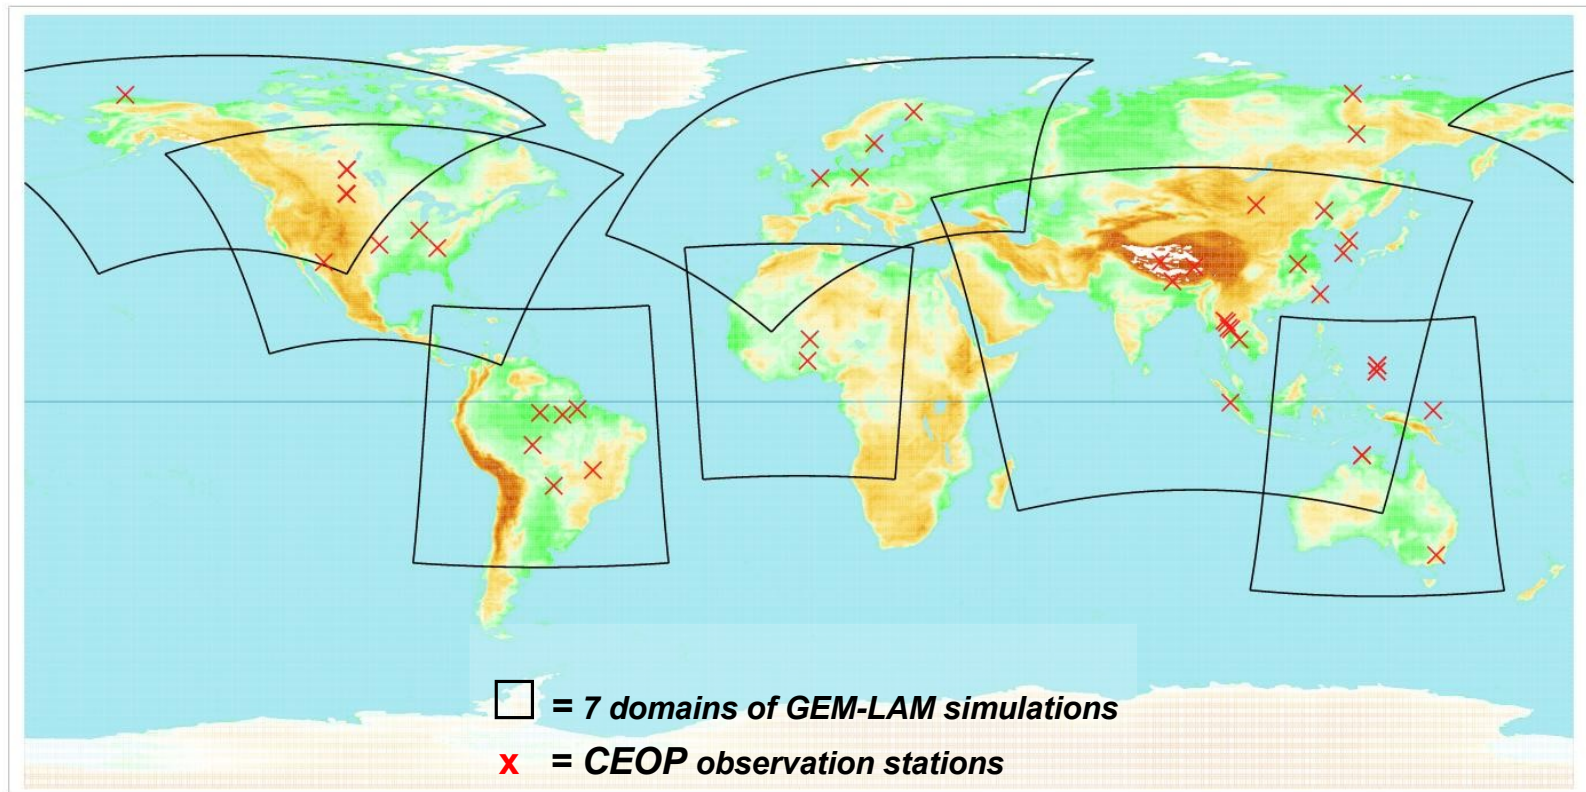 = 7 domains of GEM-LAM simulations
x = CEOP observation stations